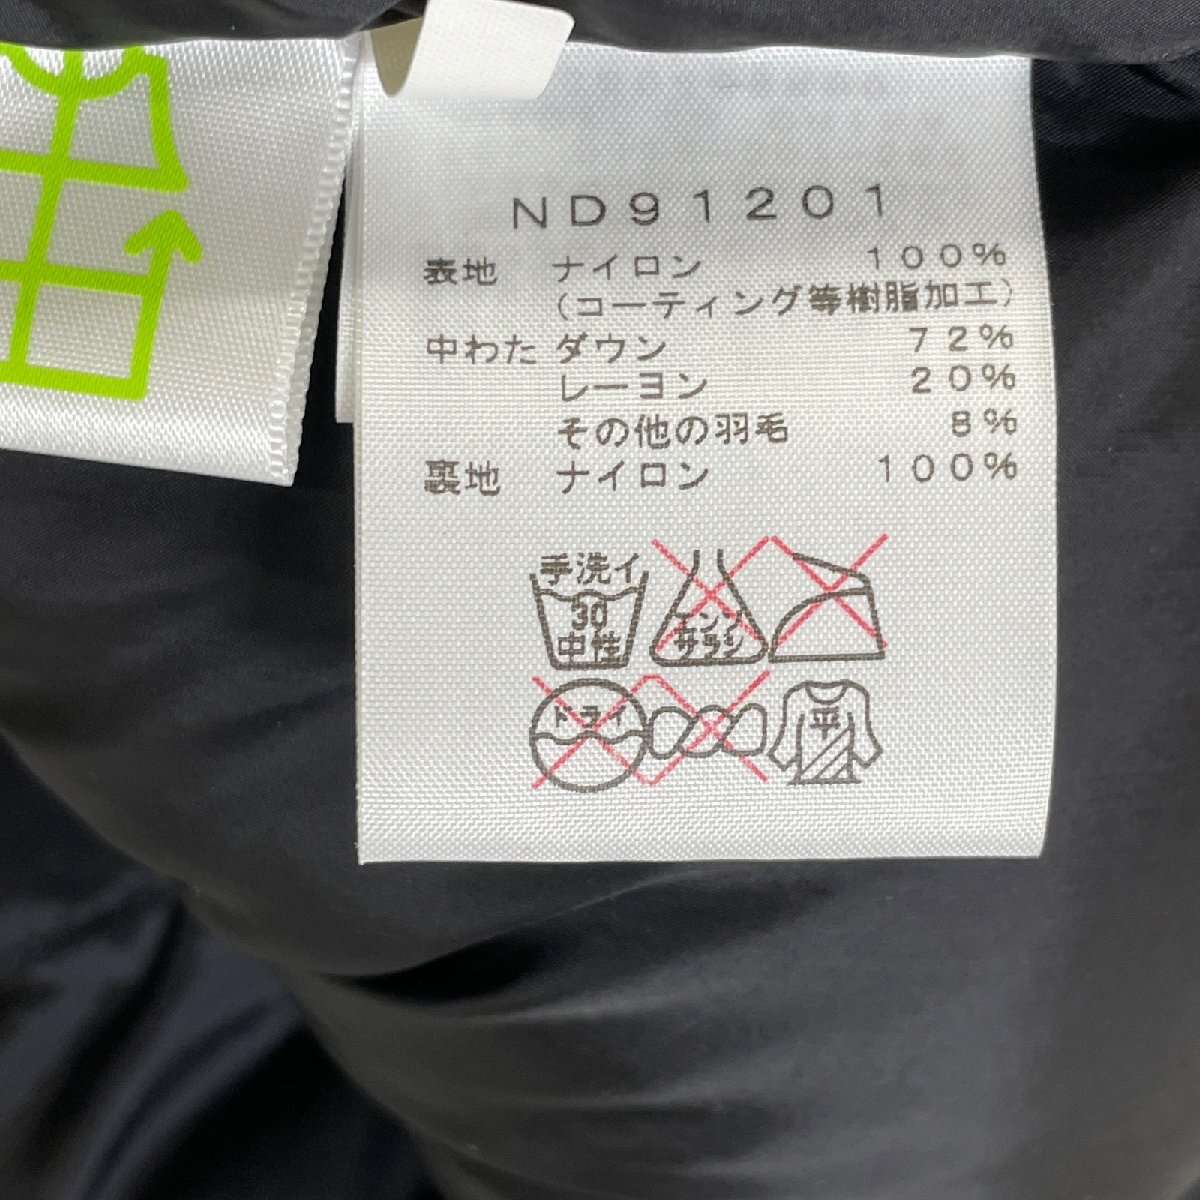 ND91201
表地 ナイロン 100%
(コーティング等樹脂加工)
中わた ダウン 72%
レーヨン 20%
その他の羽毛 8%
裏地 ナイロン 100%
手洗イ
30
中性
エンソ
サラシ
ドライ
平